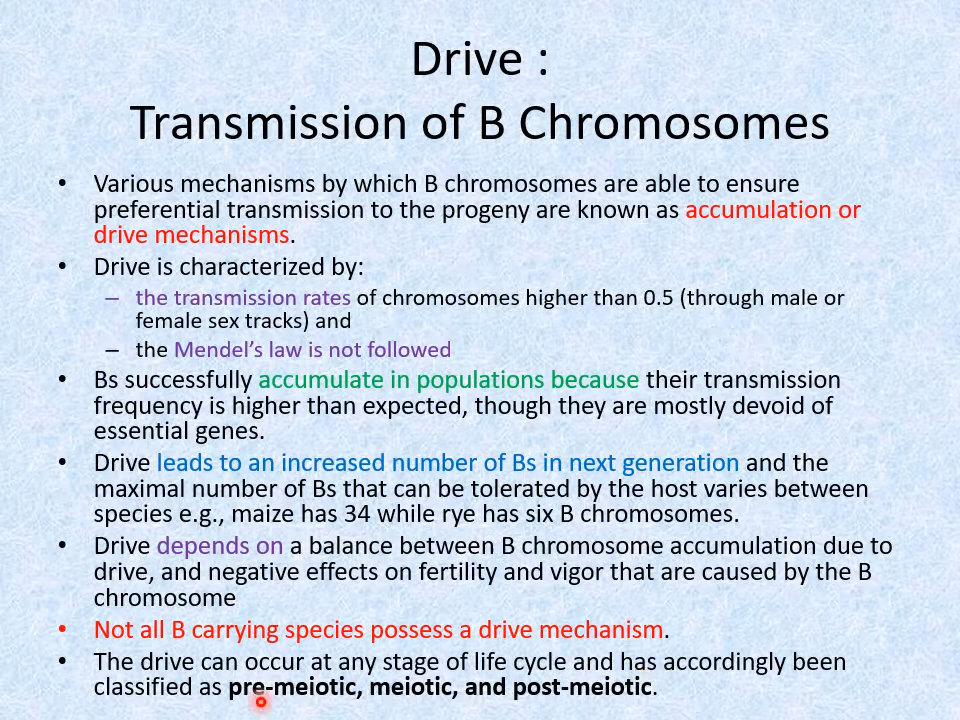 Drive :
Transmission of B Chromosomes
• Various mechanisms by which B chromosomes are able to ensure
preferential transmission to the progeny are known as accumulation or
drive mechanisms.
• Drive is characterized by:
– the transmission rates of chromosomes higher than 0.5 (through male or
female sex tracks) and
– the Mendel’s law is not followed
• Bs successfully accumulate in populations because their transmission
frequency is higher than expected, though they are mostly devoid of
essential genes.
• Drive leads to an increased number of Bs in next generation and the
maximal number of Bs that can be tolerated by the host varies between
species e.g., maize has 34 while rye has six B chromosomes.
• Drive depends on a balance between B chromosome accumulation due to
drive, and negative effects on fertility and vigor that are caused by the B
chromosome
• Not all B carrying species possess a drive mechanism.
• The drive can occur at any stage of life cycle and has accordingly been
classified as pre-meiotic, meiotic, and post-meiotic.